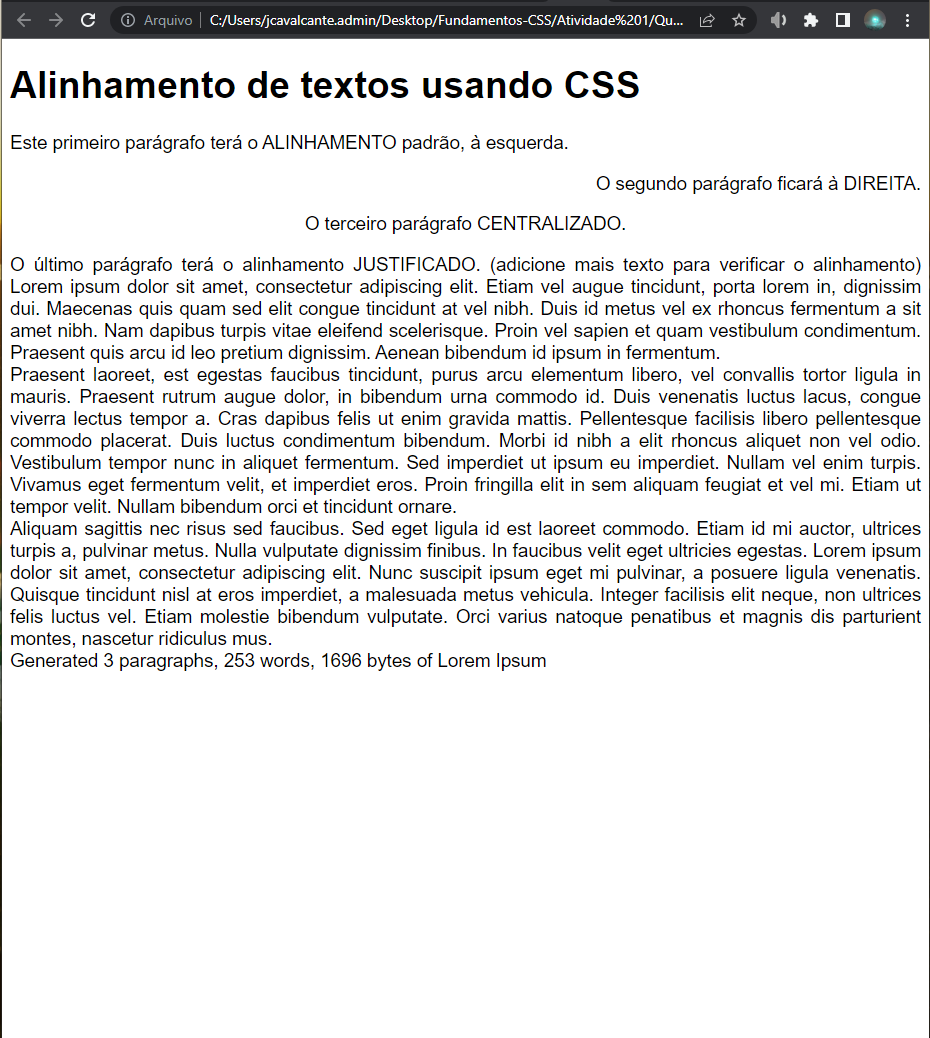 Arquivo | C:/Users/jcavalcante.admin/Desktop/Fundamentos-CSS/Atividade%201/Qu...
Alinhamento de textos usando CSS
Este primeiro parágrafo terá o ALINHAMENTO padrão, à esquerda.
O segundo parágrafo ficará à DIREITA.
O terceiro parágrafo CENTRALIZADO.
O último parágrafo terá o alinhamento JUSTIFICADO. (adicione mais texto para verificar o alinhamento)
Lorem ipsum dolor sit amet, consectetur adipiscing elit. Etiam vel augue tincidunt, porta lorem in, dignissim
dui. Maecenas quis quam sed elit congue tincidunt at vel nibh. Duis id metus vel ex rhoncus fermentum a sit
amet nibh. Nam dapibus turpis vitae eleifend scelerisque. Proin vel sapien et quam vestibulum condimentum.
Praesent quis arcu id leo pretium dignissim. Aenean bibendum id ipsum in fermentum.
Praesent laoreet, est egestas faucibus tincidunt, purus arcu elementum libero, vel convallis tortor ligula in
mauris. Praesent rutrum augue dolor, in bibendum urna commodo id. Duis venenatis luctus lacus, congue
viverra lectus tempor a. Cras dapibus felis ut enim gravida mattis. Pellentesque facilisis libero pellentesque
commodo placerat. Duis luctus condimentum bibendum. Morbi id nibh a elit rhoncus aliquet non vel odio.
Vestibulum tempor nunc in aliquet fermentum. Sed imperdiet ut ipsum eu imperdiet. Nullam vel enim turpis.
Vivamus eget fermentum velit, et imperdiet eros. Proin fringilla elit in sem aliquam feugiat et vel mi. Etiam ut
tempor velit. Nullam bibendum orci et tincidunt ornare.
Aliquam sagittis nec risus sed faucibus. Sed eget ligula id est laoreet commodo. Etiam id mi auctor, ultrices
turpis a, pulvinar metus. Nulla vulputate dignissim finibus. In faucibus velit eget ultricies egestas. Lorem ipsum
dolor sit amet, consectetur adipiscing elit. Nunc suscipit ipsum eget mi pulvinar, a posuere ligula venenatis.
Quisque tincidunt nisl at eros imperdiet, a malesuada metus vehicula. Integer facilisis elit neque, non ultrices
felis luctus vel. Etiam molestie bibendum vulputate. Orci varius natoque penatibus et magnis dis parturient
montes, nascetur ridiculus mus.
Generated 3 paragraphs, 253 words, 1696 bytes of Lorem Ipsum